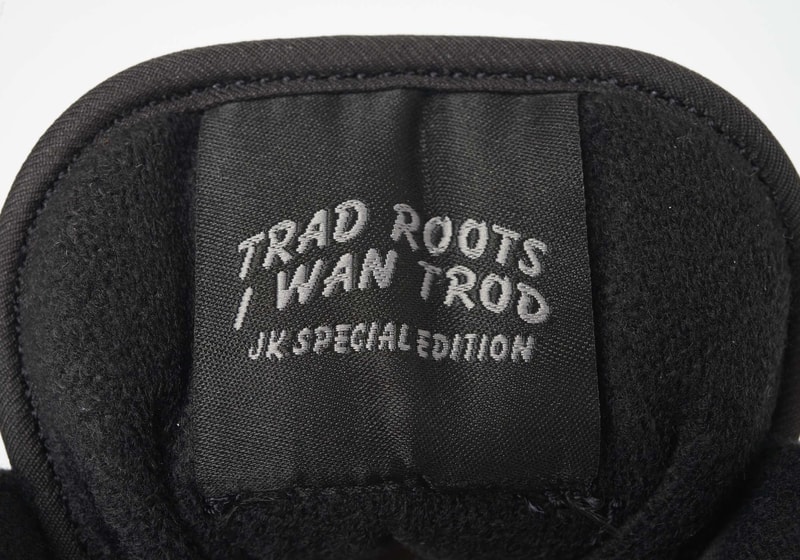 TRAD ROOTS
I WAN TROD
JK SPECIAL EDITION